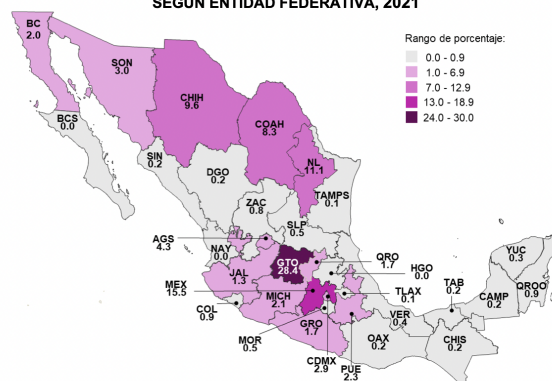 SEGÚN ENTIDAD FEDERATIVA, 2021
Rango de porcentaje:
0.0 - 0.9
1.0 - 6.9
7.0 - 12.9
13.0 - 18.9
24.0 - 30.0
BC
2.0
SON
3.0
CHIH
9.6
COAH
8.3
BCS
0.0
SIN
0.2
DGO
0.2
NL
11.1
TAMPS
0.1
ZAC
0.8
SLP
0.5
AGS
4.3
NAY
0.0
GTO
28.4
QRO
1.7
HGO
0.0
YUC
0.3
JAL
1.3
MEX
15.5
MICH
2.1
TLAX
0.1
TAB
0.2
CAMP
0.2
QROO
0.9
COL
0.9
GRO
1.7
VER
0.4
MOR
0.5
CDMX
2.9
PUE
2.3
OAX
0.2
CHIS
0.2